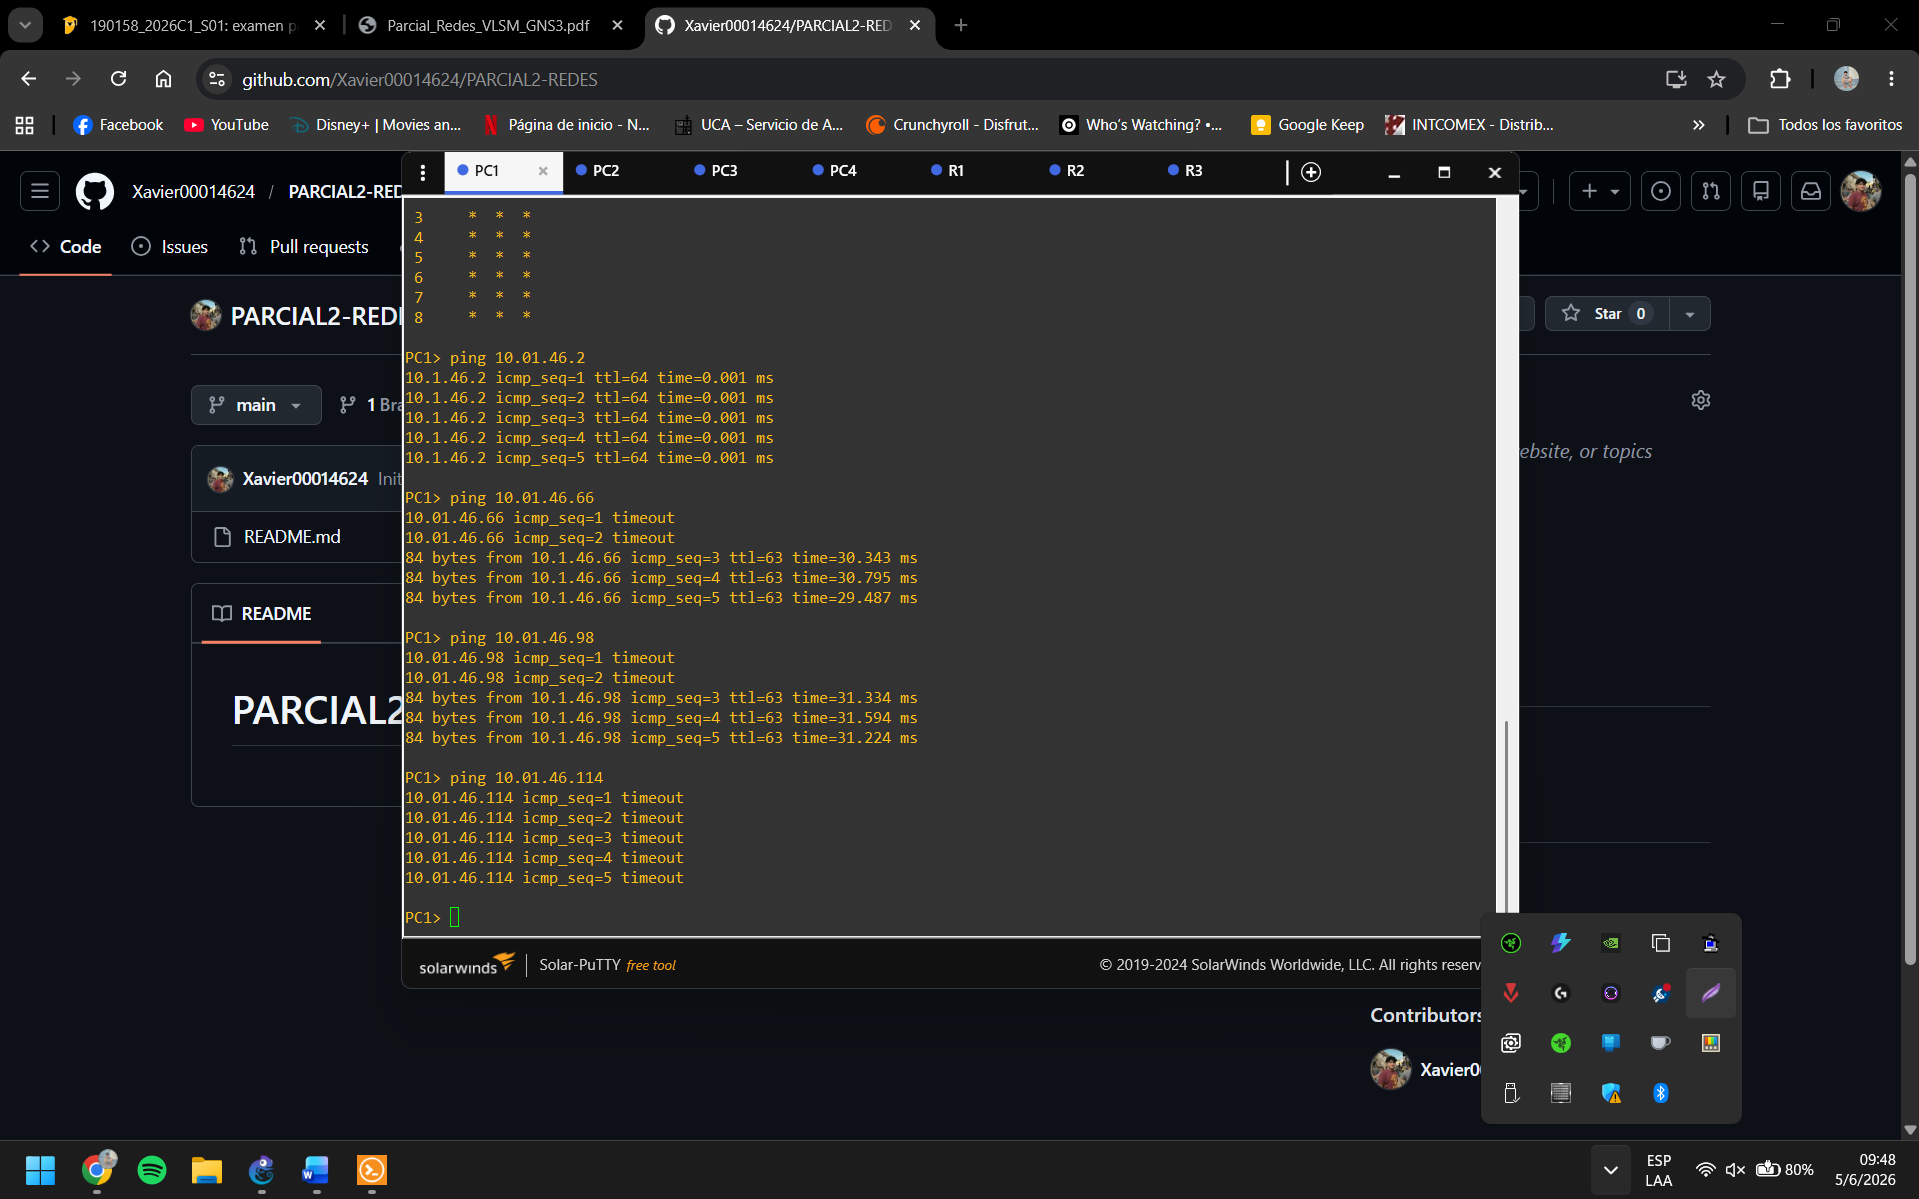 190158_2026C1_S01: examen p
Parcial_Redes_VLSM_GNS3.pdf
Xavier00014624/PARCIAL2-RED
github.com/Xavier00014624/PARCIAL2-REDES
Facebook
YouTube
Disney+ | Movies an...
Página de inicio - N...
UCA – Servicio de A...
Crunchyroll - Disfrut...
Who's Watching? •...
Google Keep
INTCOMEX - Distrib...
Todos los favoritos
Xavier00014624 / PARCIAL2-RED
Code
Issues
Pull requests
PARCIAL2-RED
Star 0
main
1 Bra
Xavier00014624 Init
README.md
README
PARCIAL2
ebsite, or topics
Contributors
Xavier0
PC1
PC2
PC3
PC4
R1
R2
R3
3 * * *
4 * * *
5 * * *
6 * * *
7 * * *
8 * * *
PC1> ping 10.01.46.2
10.1.46.2 icmp_seq=1 ttl=64 time=0.001 ms
10.1.46.2 icmp_seq=2 ttl=64 time=0.001 ms
10.1.46.2 icmp_seq=3 ttl=64 time=0.001 ms
10.1.46.2 icmp_seq=4 ttl=64 time=0.001 ms
10.1.46.2 icmp_seq=5 ttl=64 time=0.001 ms
PC1> ping 10.01.46.66
10.01.46.66 icmp_seq=1 timeout
10.01.46.66 icmp_seq=2 timeout
84 bytes from 10.1.46.66 icmp_seq=3 ttl=63 time=30.343 ms
84 bytes from 10.1.46.66 icmp_seq=4 ttl=63 time=30.795 ms
84 bytes from 10.1.46.66 icmp_seq=5 ttl=63 time=29.487 ms
PC1> ping 10.01.46.98
10.01.46.98 icmp_seq=1 timeout
10.01.46.98 icmp_seq=2 timeout
84 bytes from 10.1.46.98 icmp_seq=3 ttl=63 time=31.334 ms
84 bytes from 10.1.46.98 icmp_seq=4 ttl=63 time=31.594 ms
84 bytes from 10.1.46.98 icmp_seq=5 ttl=63 time=31.224 ms
PC1> ping 10.01.46.114
10.01.46.114 icmp_seq=1 timeout
10.01.46.114 icmp_seq=2 timeout
10.01.46.114 icmp_seq=3 timeout
10.01.46.114 icmp_seq=4 timeout
10.01.46.114 icmp_seq=5 timeout
PC1>
solarwinds
Solar-PuTTY free tool
© 2019-2024 SolarWinds Worldwide, LLC. All rights reserv
ESP
LAA
80%
09:48
5/6/2026